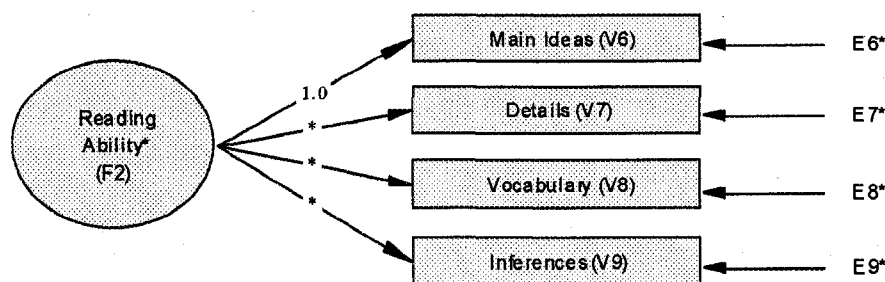 Main Ideas (V6)
E6*
1.0
Reading
Ability*
(F2)
*
Details (V7)
E7*
*
Vocabulary (V8)
E8*
*
Inferences (V9)
E9*